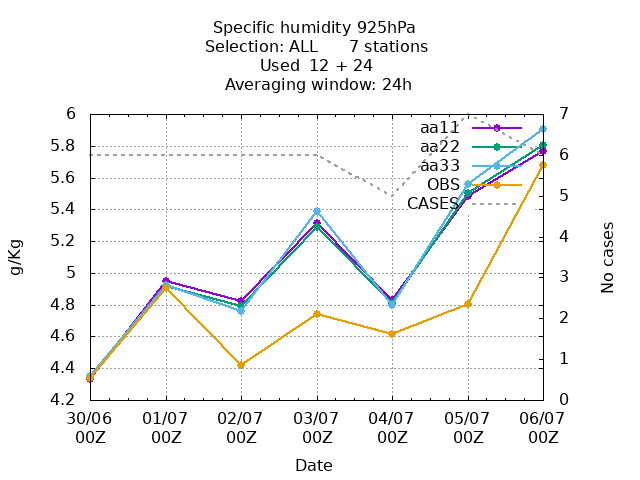 Specific humidity 925hPa
Selection: ALL      7 stations
Used  12 + 24
Averaging window: 24h
6
5.8
5.6
5.4
5.2
5
4.8
4.6
4.4
4.2
g/Kg
aa11
aa22
aa33
OBS
CASES
7
6
5
4
3
2
1
0
No cases
30/06 01/07 02/07 03/07 04/07 05/07 06/07
00Z 00Z 00Z 00Z 00Z 00Z 00Z
Date